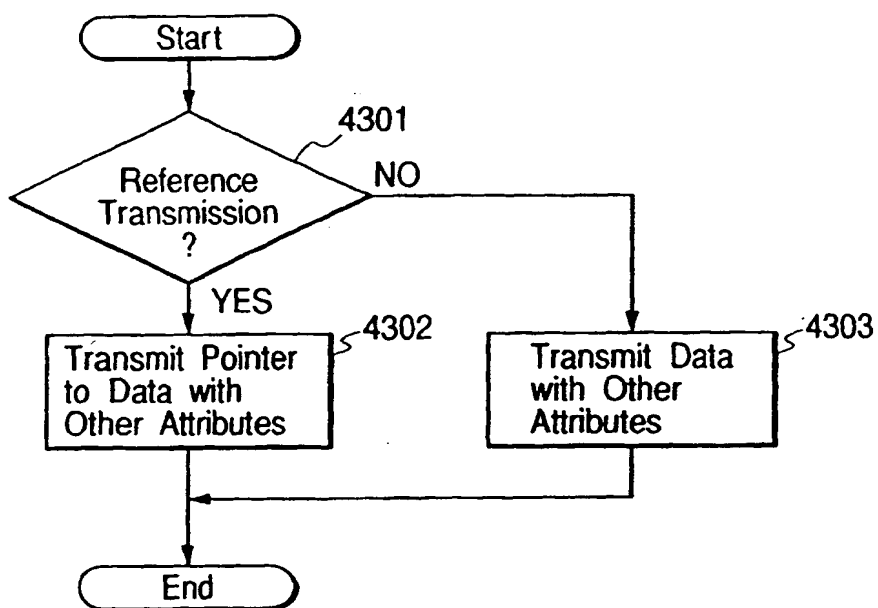 Start
4301
Reference
Transmission
?
NO
YES
4302
Transmit Pointer
to Data with
Other Attributes
4303
Transmit Data
with Other
Attributes
End